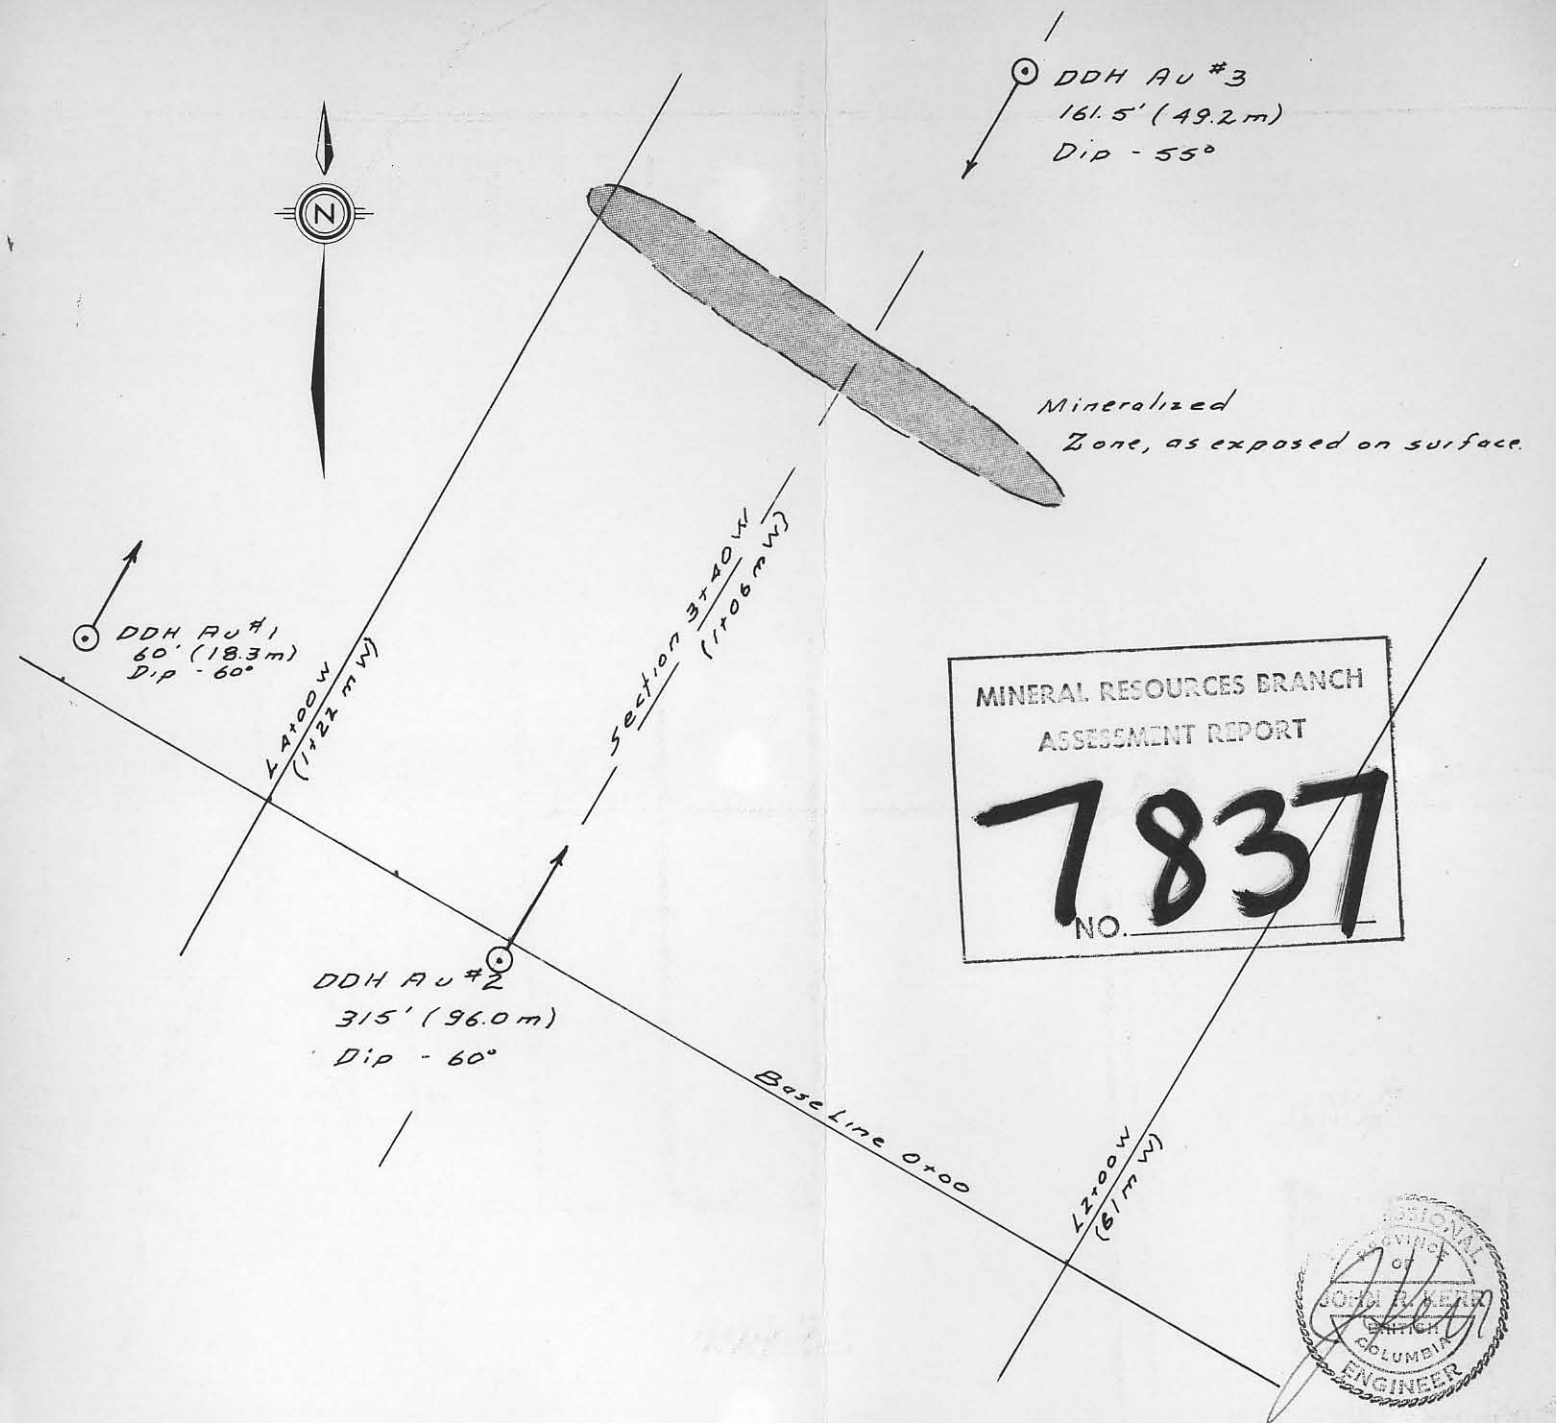 DDH Au #3
161.5' (49.2m)
Dip - 55°
N
Mineralized
Zone, as exposed on surface.
Section 3+40W
(1+06mW)
DDH Au #1
60' (18.3m)
Dip - 60°
L4+00W
(1+22mW)
MINERAL RESOURCES BRANCH
ASSESSMENT REPORT
7837
NO.
DDH Au #2
315' (96.0m)
Dip - 60°
Base Line 0+00
L2+00W
(61mW)
PROVINCE
OF
JOHN R. KERR
BRITISH
COLUMBIA
ENGINEER